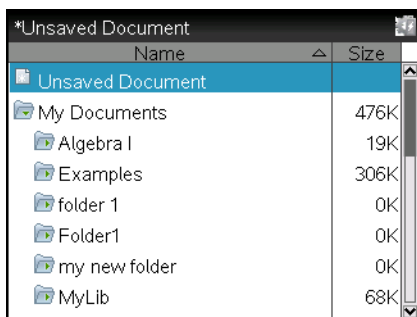 *Unsaved Document
Name Size
Unsaved Document
My Documents 476K
Algebra I 19K
Examples 306K
folder 1 0K
Folder1 0K
my new folder 0K
MyLib 68K